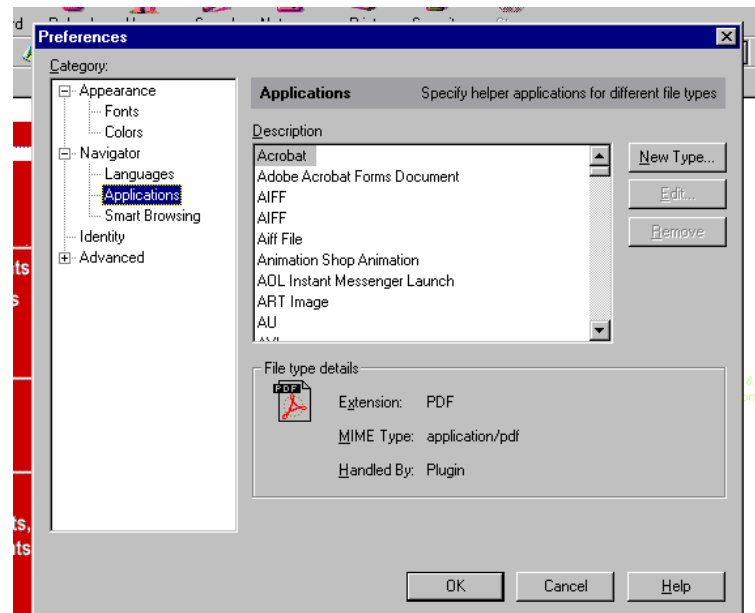 Preferences
Category:
Appearance
Fonts
Colors
Navigator
Languages
Applications
Smart Browsing
Identity
Advanced
Applications Specify helper applications for different file types
Description
Acrobat
Adobe Acrobat Forms Document
AIFF
AIFF
Aiff File
Animation Shop Animation
AOL Instant Messenger Launch
ART Image
AU
New Type...
Edit...
Remove
File type details
PDF
Extension: PDF
MIME Type: application/pdf
Handled By: Plugin
OK Cancel Help